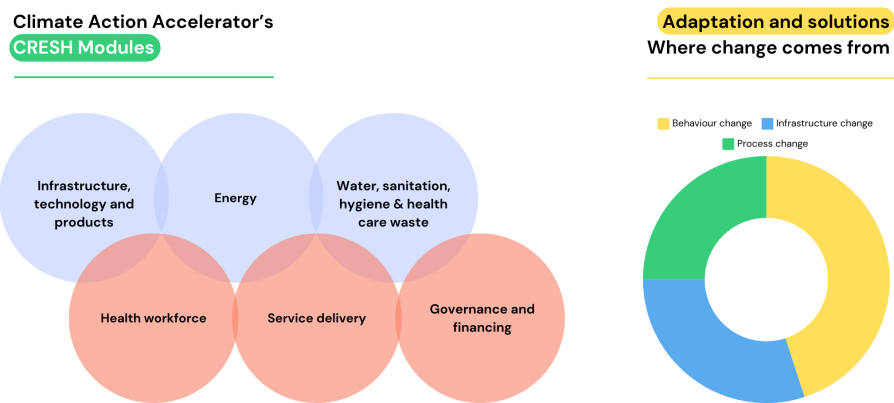 Climate Action Accelerator’s
CRESH Modules
Infrastructure,
technology and
products
Energy
Water, sanitation,
hygiene & health
care waste
Health workforce
Service delivery
Governance and
financing
Adaptation and solutions
Where change comes from
Behaviour change
Infrastructure change
Process change